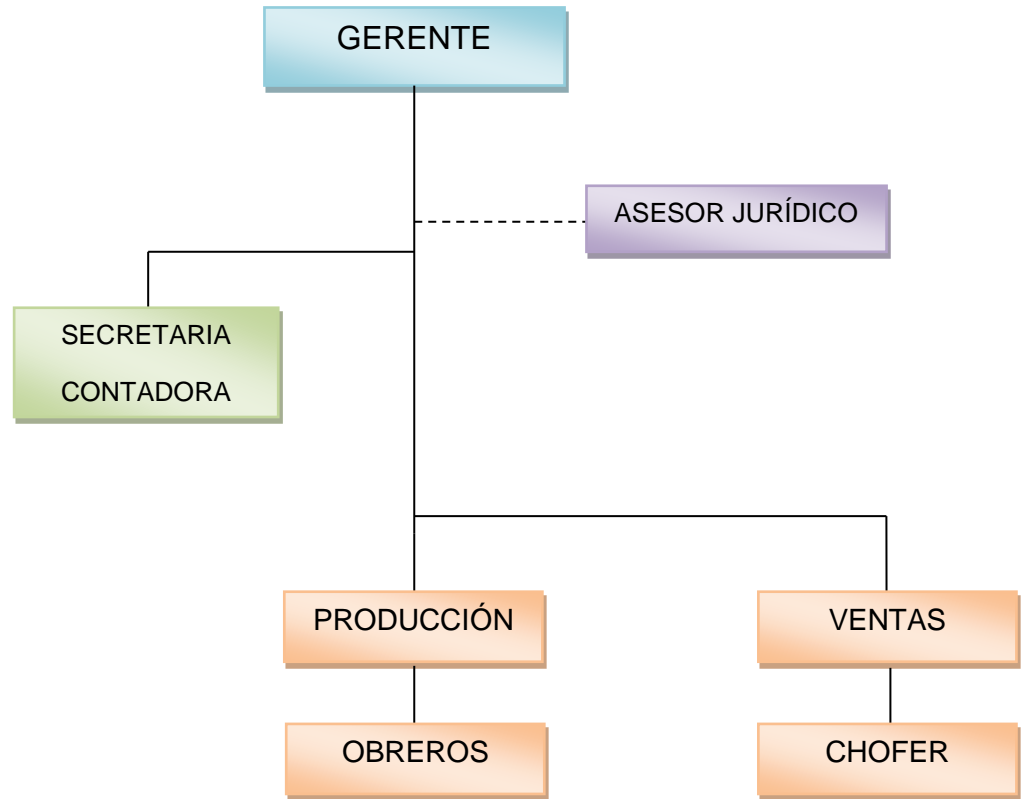 GERENTE
ASESOR JURÍDICO
SECRETARIA
CONTADORA
PRODUCCIÓN
VENTAS
OBREROS
CHOFER